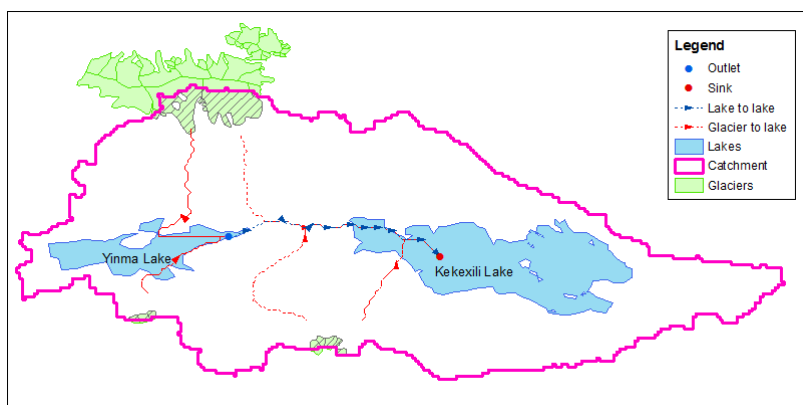 Legend
Outlet
Sink
Lake to lake
Glacier to lake
Lakes
Catchment
Glaciers
Yinma Lake
Kekexili Lake